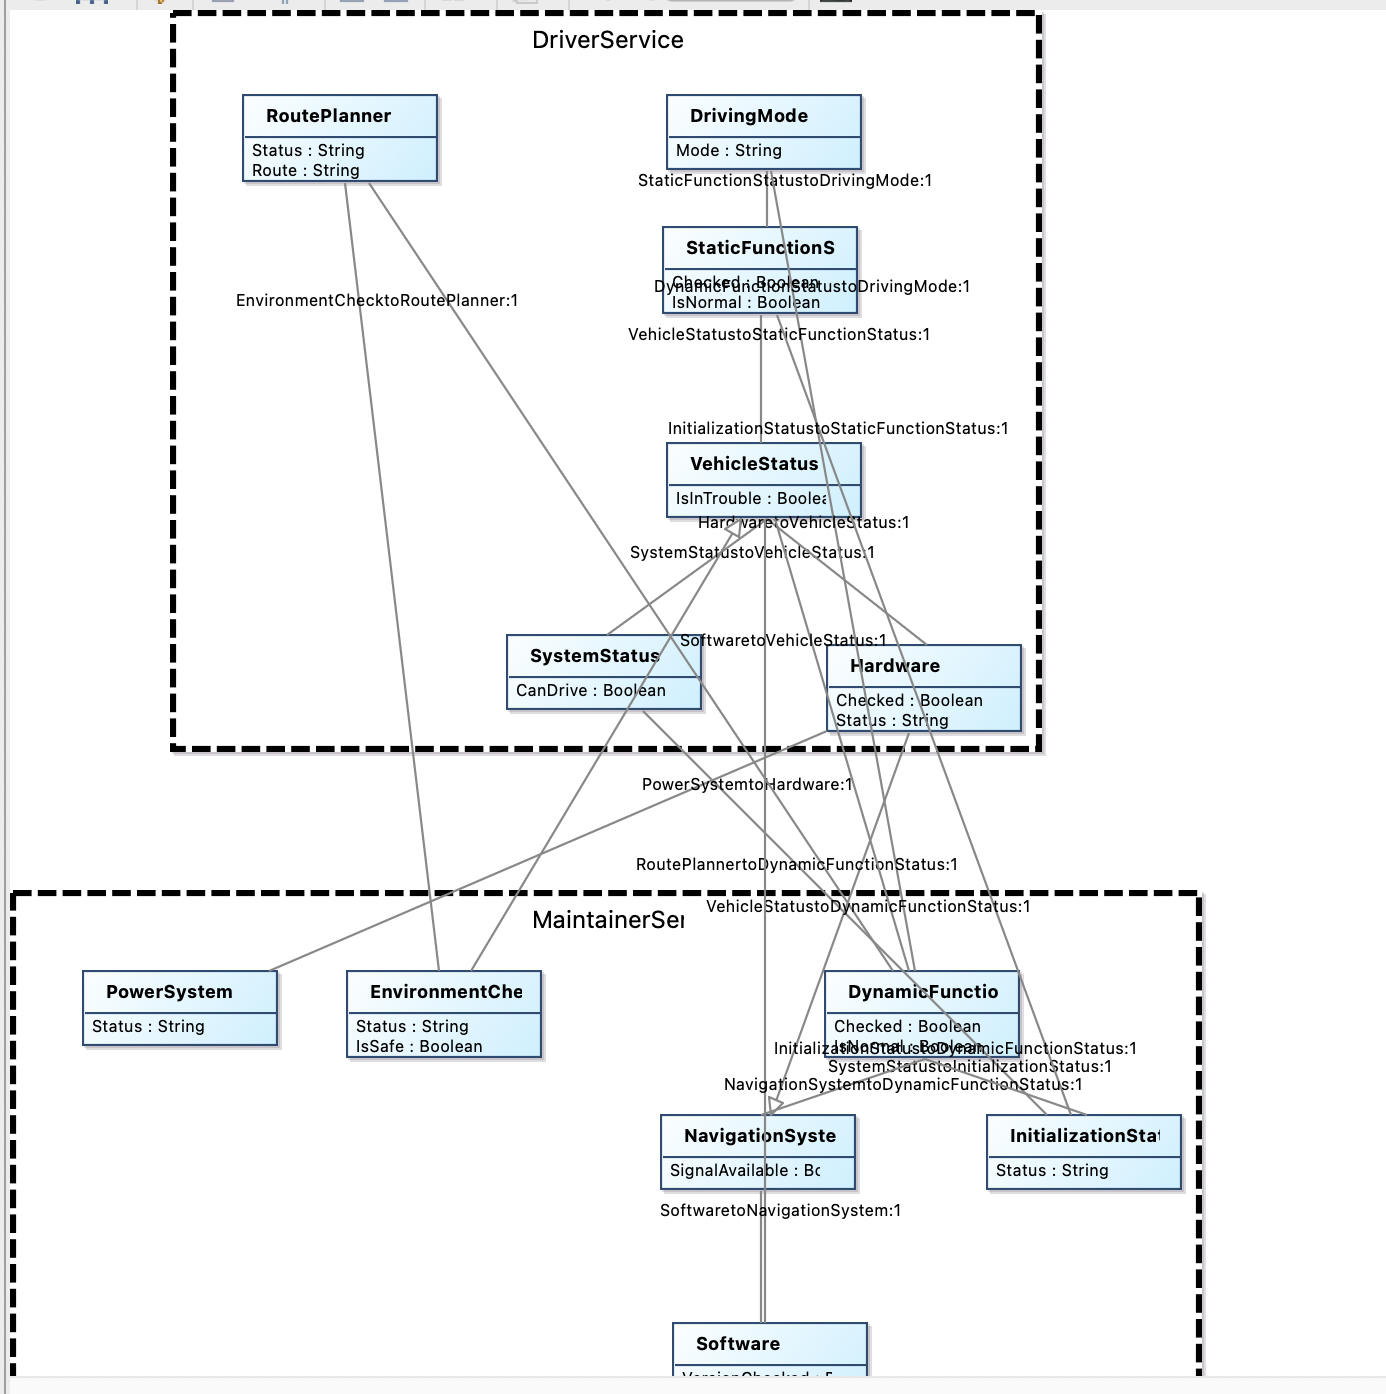 DriverService
RoutePlanner
Status : String
Route : String
DrivingMode
Mode : String
StaticFunctionStatustoDrivingMode:1
StaticFunctionS
Checked : Boolean
DynamicFunctionStatustoDrivingMode:1
IsNormal : Boolean
EnvironmentChecktoRoutePlanner:1
VehicleStatustoStaticFunctionStatus:1
InitializationStatustoStaticFunctionStatus:1
VehicleStatus
IsInTrouble : Boolea
HardwaretoVehicleStatus:1
SystemStatustoVehicleStatus:1
SoftwaretoVehicleStatus:1
SystemStatus
CanDrive : Boolean
Hardware
Checked : Boolean
Status : String
PowerSystemtoHardware:1
RoutePlannertoDynamicFunctionStatus:1
VehicleStatustoDynamicFunctionStatus:1
MaintainerSer
PowerSystem
Status : String
EnvironmentChe
Status : String
IsSafe : Boolean
DynamicFunctio
Checked : Boolean
IsNormal : Boolean
InitializationStatustoDynamicFunctionStatus:1
SystemStatustoInitializationStatus:1
NavigationSystemtoDynamicFunctionStatus:1
NavigationSyste
SignalAvailable : Bo
InitializationStat
Status : String
SoftwaretoNavigationSystem:1
Software
VersionChecked :